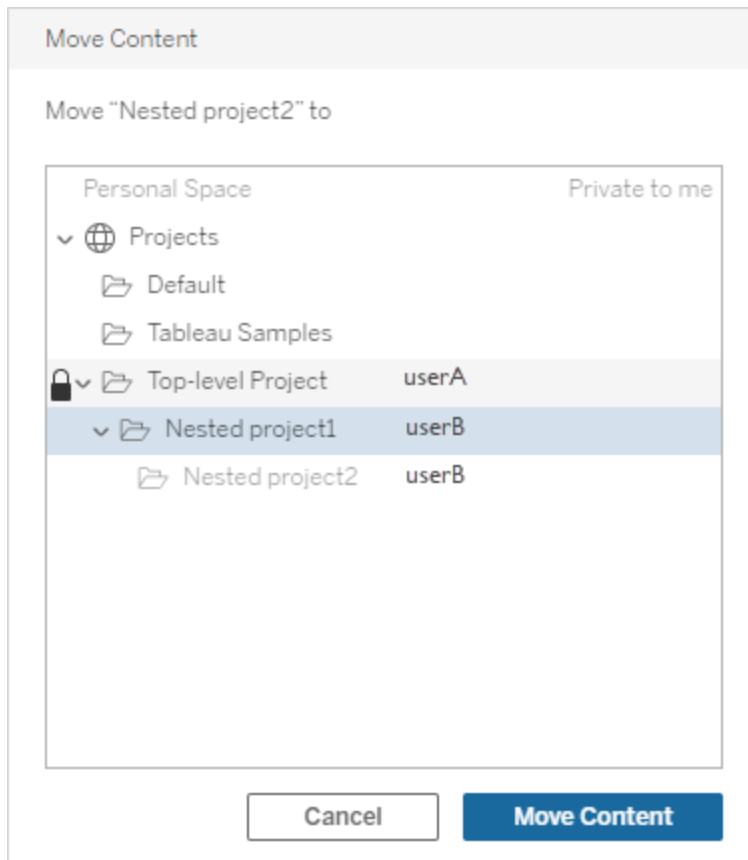 Move Content
Move “Nested project2” to
Personal Space Private to me
Projects
Default
Tableau Samples
Top-level Project userA
Nested project1 userB
Nested project2 userB
Cancel Move Content